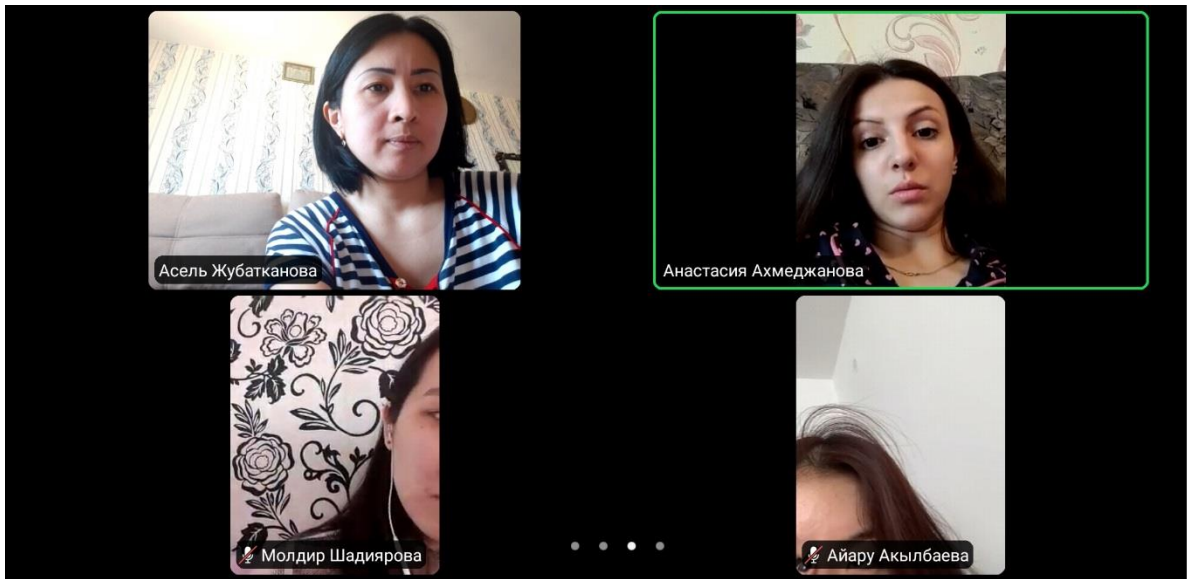 Асель Жубатканова
Анастасия Ахмеджанова
Молдир Шадиярова
Айару Акылбаева